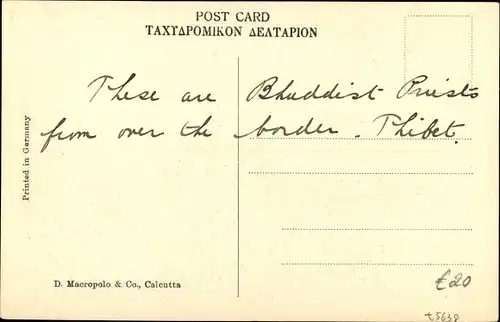 POST CARD
ΤΑΧΥΔΡΟΜΙΚΟΝ ΔΕΛΤΑΡΙΟΝ
These are Bhuddist Priests
from over the border. Thibet.
Printed in Germany
D. Macropolo & Co., Calcutta
€20
t5638